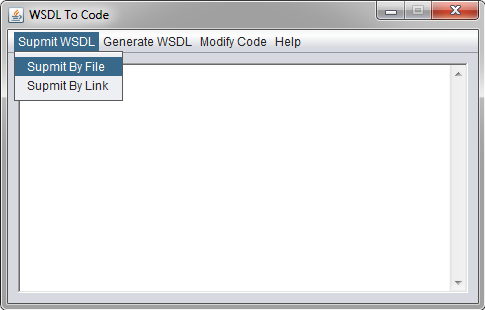 WSDL To Code
Supmit WSDL Generate WSDL Modify Code Help
Supmit By File
Supmit By Link